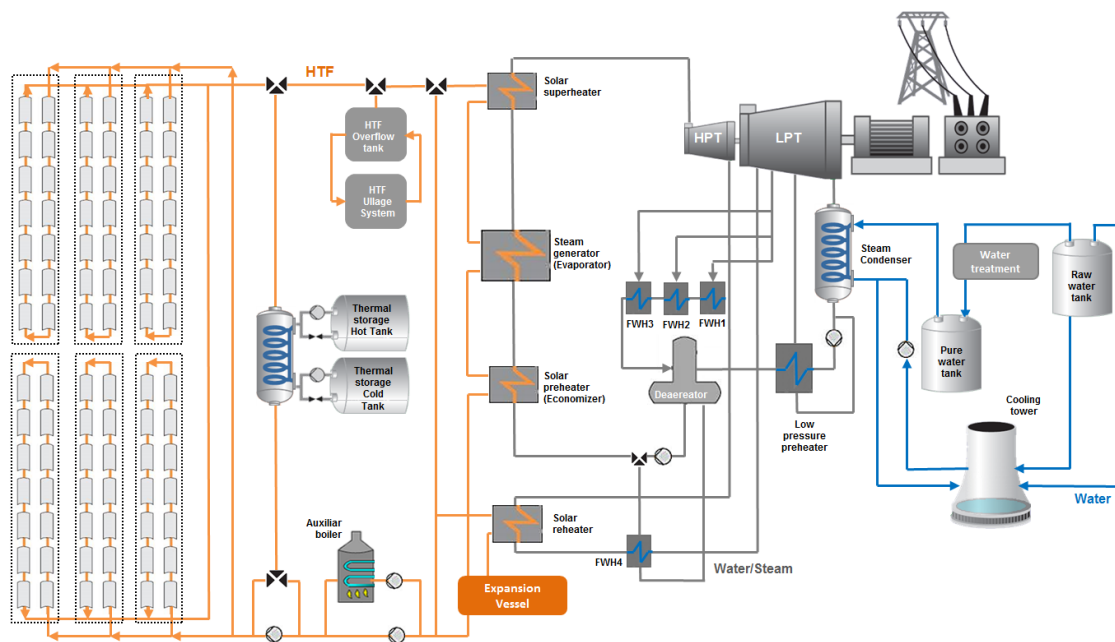 HTF
Solar
superheater
HTF
Overflow
tank
HTF
Ullage
System
HPT
LPT
Steam
generator
(Evaporator)
Steam
Condenser
Water
treatment
Raw
water
tank
Thermal
storage
Hot Tank
FWH3
FWH2
FWH1
Pure
water
tank
Thermal
storage
Cold
Tank
Solar
preheater
(Economizer)
Deaereator
Low
pressure
preheater
Cooling
tower
Water
Auxiliar
boiler
Solar
reheater
FWH4
Water/Steam
Expansion
Vessel